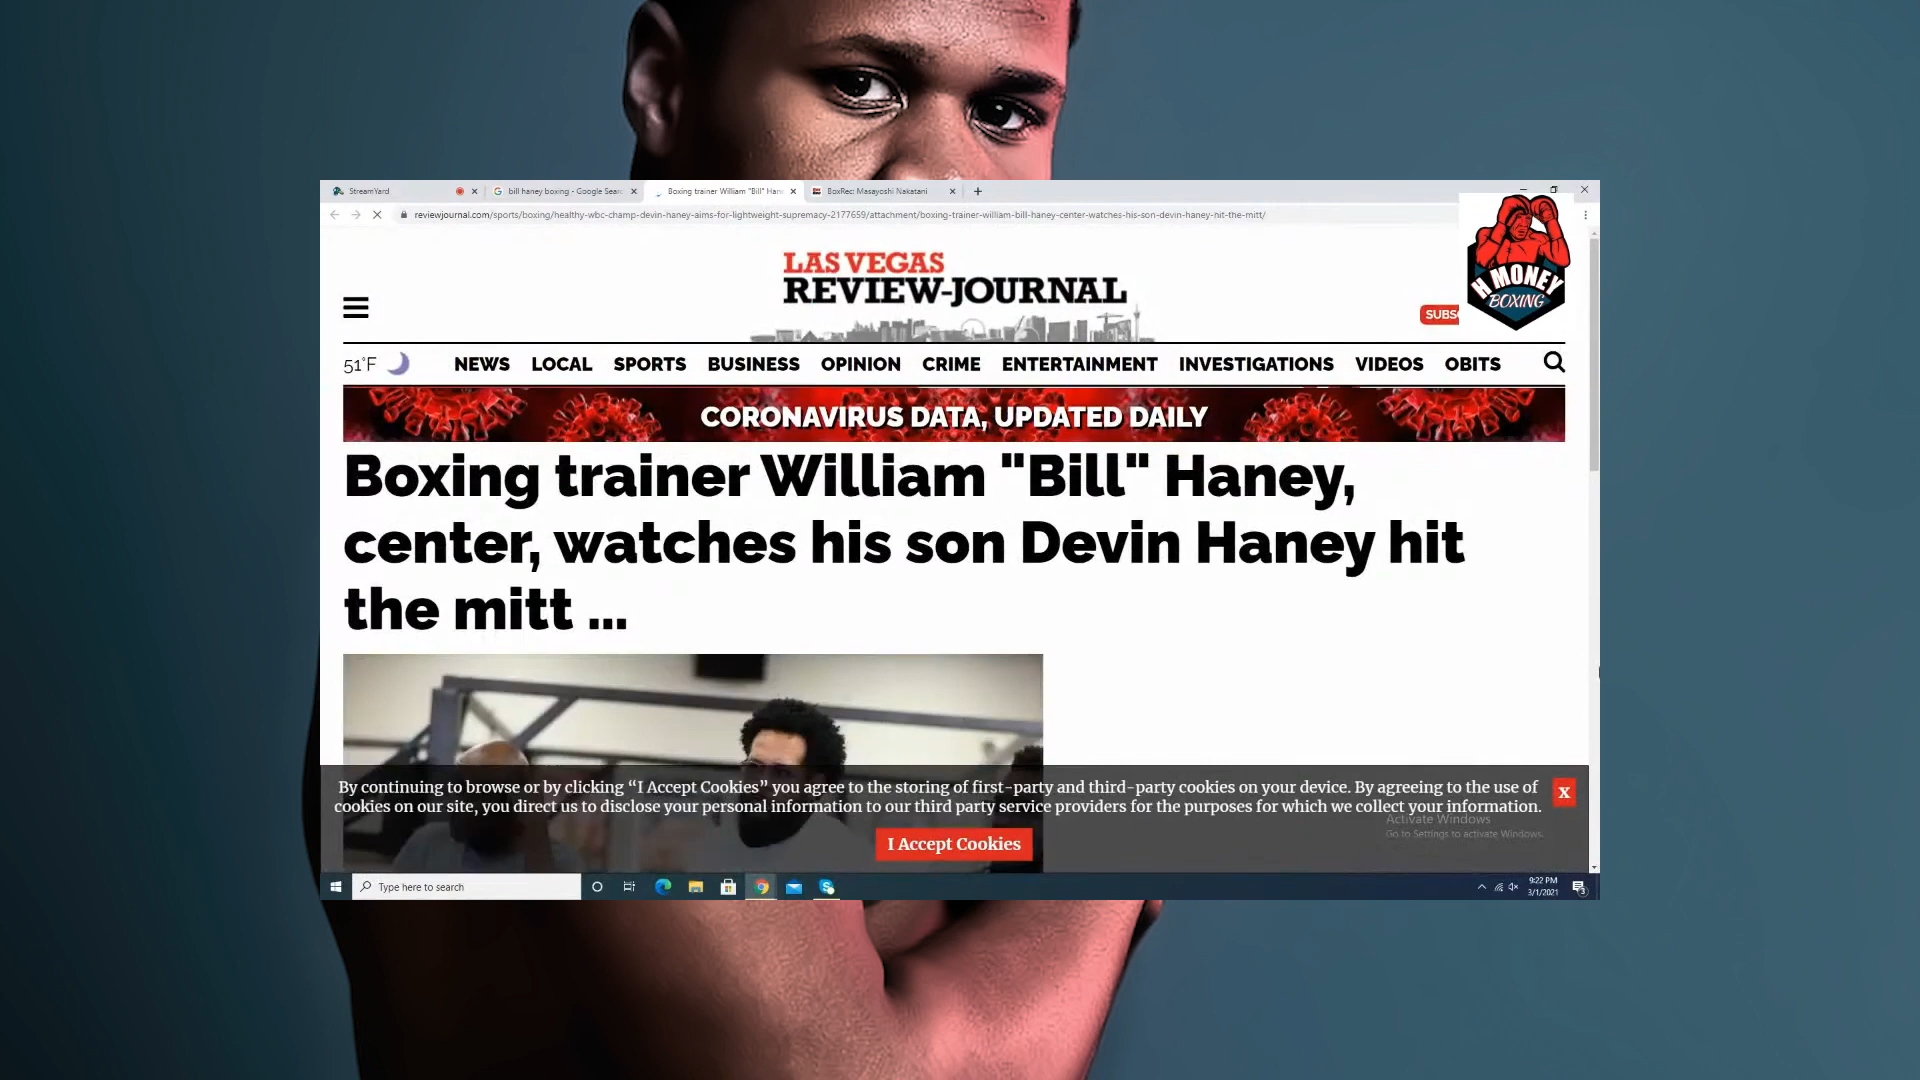 StreamYard
bill haney boxing - Google Sear
Boxing trainer William "Bill" Han
BoxRec: Masayoshi Nakatani
reviewjournal.com/sports/boxing/healthy-wbc-champ-devin-haney-aims-for-lightweight-supremacy-2177659/attachment/boxing-trainer-william-bill-haney-center-watches-his-son-devin-haney-hit-the-mitt/
LAS VEGAS
REVIEW-JOURNAL
H MONEY
BOXING
SUBS
51°F
NEWS LOCAL SPORTS BUSINESS OPINION CRIME ENTERTAINMENT INVESTIGATIONS VIDEOS OBITS
CORONAVIRUS DATA, UPDATED DAILY
Boxing trainer William "Bill" Haney,
center, watches his son Devin Haney hit
the mitt ...
By continuing to browse or by clicking “I Accept Cookies” you agree to the storing of first-party and third-party cookies on your device. By agreeing to the use of
cookies on our site, you direct us to disclose your personal information to our third party service providers for the purposes for which we collect your information.
X
Activate Windows
Go to Settings to activate Windows.
I Accept Cookies
Type here to search
9:22 PM
3/1/2021
3